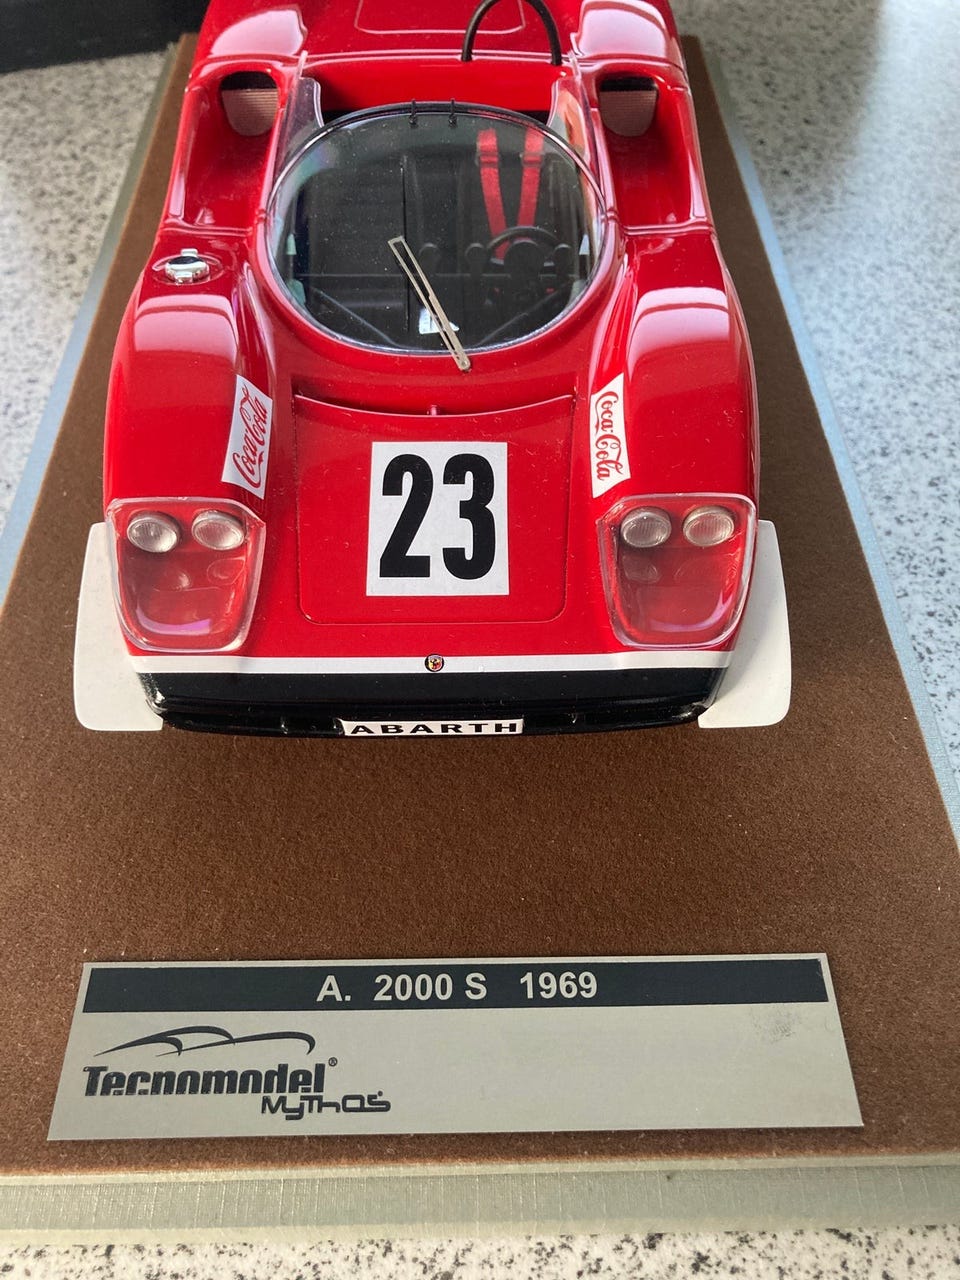 Coca-Cola
Coca-Cola
23
ABARTH
A. 2000 S 1969
Tecnomodel®
Mythos